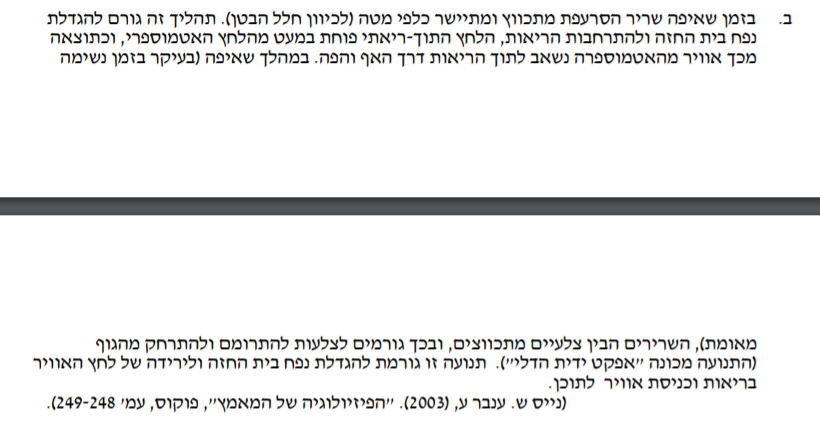 ב. בזמן שאיפה שריר הסרעפת מתכווץ ומתיישר כלפי מטה (לכיוון חלל הבטן). תהליך זה גורם להגדלת
נפח בית החזה ולהתרחבות הריאות, הלחץ התוך-ריאתי פוחת במעט מהלחץ האטמוספרי, וכתוצאה
מכך אוויר מהאטמוספרה נשאב לתוך הריאות דרך האף והפה. במהלך שאיפה (בעיקר בזמן נשימה
מאומת), השרירים הבין צלעיים מתכווצים, ובכך גורמים לצלעות להתרומם ולהתרחק מהגוף
(התנועה מכונה "אפקט ידית הדלי"). תנועה זו גורמת להגדלת נפח בית החזה ולירידה של לחץ האוויר
בריאות וכניסת אוויר לתוכן.
(נייס ש. ענבר ע, (2003). "הפיזיולוגיה של המאמץ", פוקוס, עמ' 249-248).